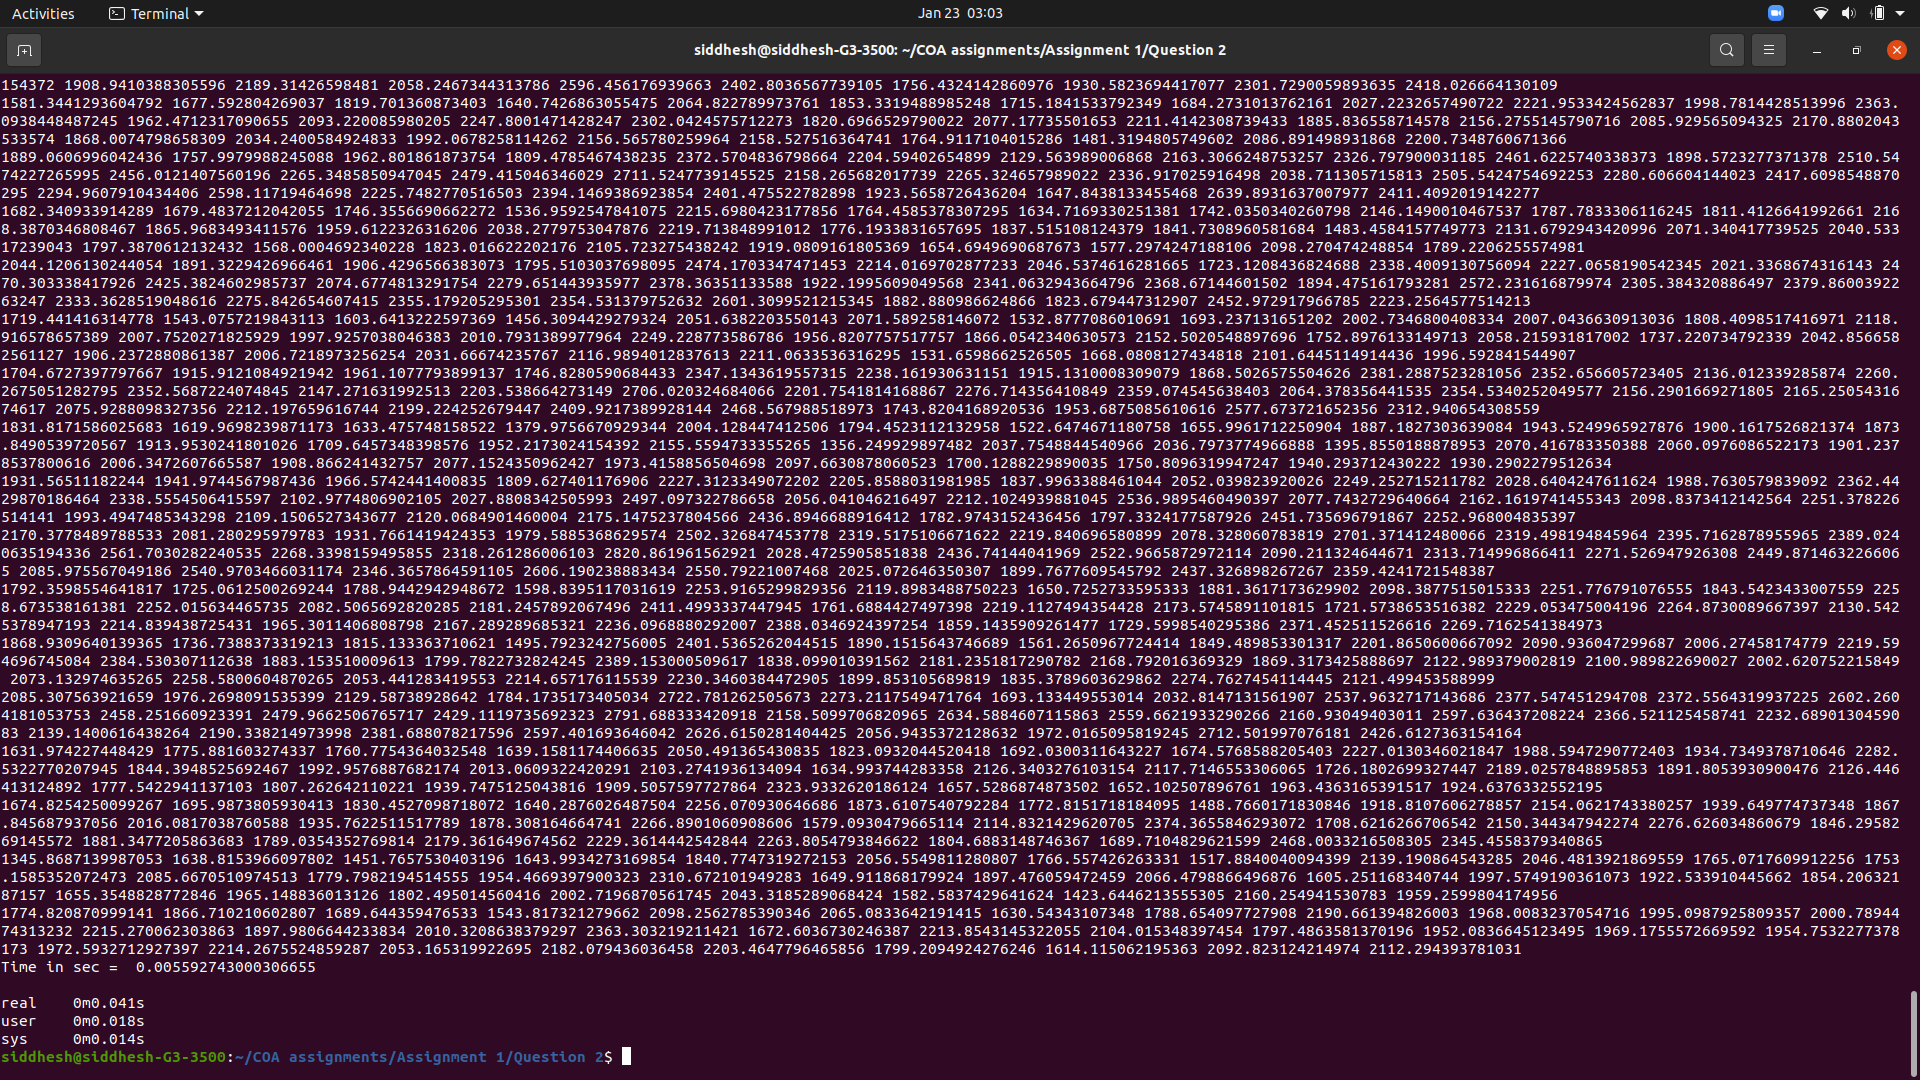 Activities
Terminal
Jan 23 03:03
siddhesh@siddhesh-G3-3500: ~/COA assignments/Assignment 1/Question 2
154372 1908.9410388305596 2189.31426598481 2058.2467344313786 2596.456176939663 2402.8036567739105 1756.4324142860976 1930.5823694417077 2301.7290059893635 2418.026664130109
1581.3441293604792 1677.592804269037 1819.701360873403 1640.7426863055475 2064.822789973761 1853.3319488985248 1715.1841533792349 1684.2731013762161 2027.2232657490722 2221.9533424562837 1998.7814428513996 2363.
09384484872­45 1962.4712317090655 2093.220085980205 2247.8001471428247 2302.0424575712273 1820.6966529790022 2077.17735501653 2211.4142308739433 1885.836558714578 2156.2755145790716 2085.929565094325 2170.8802043
533574 1868.0074798658309 2034.2400584924833 1992.0678258114262 2156.565780259964 2158.527516364741 1764.9117104015286 1481.3194805749602 2086.891498931868 2200.7348760671366
1889.0606996042436 1757.9979988245088 1962.801861873754 1809.4785467438235 2372.5704836798664 2204.59402654899 2129.563989006868 2163.3066248753257 2326.797900031185 2461.6225740338373 1898.5723277371378 2510.5
474227265995 2456.0121407560196 2265.3485850947045 2479.415046346029 2711.5247739145525 2158.265682017739 2265.324657989022 2336.917025916498 2038.711305715813 2505.5424754692253 2280.606604144023 2417.6098548870
295 2294.9607910434406 2598.11719464698 2225.7482770516503 2394.1469386923854 2401.475522782898 1923.5658726436204 1647.8438133455468 2639.8931637007977 2411.4092019142277
1682.340933914289 1679.4837212042055 1746.3556690662272 1536.9592547841075 2215.6980423177856 1764.4585378307295 1634.7169330251381 1742.0350340260798 2146.1490010467537 1787.7833306116245 1811.4126641992661 216
8.3870346808467 1865.9683493411576 1959.6122326316206 2038.2779753047876 2219.713848991012 1776.1933831657695 1837.515108124379 1841.7308960581684 1483.4584157749773 2131.6792943420996 2071.340417739525 2040.533
17239043 1797.3870612132432 1568.0004692340228 1823.016622202176 2105.723275438242 1919.0809161805369 1654.6949690687673 1577.2974247188106 2098.270474248854 1789.2206255574981
2044.1206130244054 1891.3229426966461 1906.4296566383073 1795.5103037698095 2474.1703347471453 2214.0169702877233 2046.5374616281665 1723.1208436824688 2338.4009130756094 2227.0658190542345 2021.3368674316143 24
70.303338417926 2425.3824602985737 2074.6774813291754 2279.651443935977 2378.36351133588 1922.1995609049568 2341.0632943664796 2368.67144601502 1894.475161793281 2572.231616879974 2305.384320886497 2379.86003922
63247 2333.3628519048616 2275.842654607415 2355.179205295301 2354.531379752632 2601.3099521215345 1882.880986624866 1823.679447312907 2452.972917966785 2223.2564577514213
1719.441416314778 1543.0757219843113 1603.6413222597369 1456.3094429279324 2051.6382203550143 2071.589258146072 1532.8777086010691 1693.237131651202 2002.7346800408334 2007.0436630913036 1808.4098517416971 2118.
916578657389 2007.7520271825929 1997.9257038046383 2010.7931389977964 2249.228773586786 1956.8207757517757 1866.0542340630573 2152.5020548897696 1752.8976133149713 2058.215931817002 1737.220734792339 2042.856658
2561127 1906.2372880861387 2006.7218973256254 2031.66674235767 2116.9894012837613 2211.0633536316295 1531.6598662526505 1668.0808127434818 2101.6445114914436 1996.592841544907
1704.6727397797667 1915.9121084921942 1961.1077793899137 1746.8280590684433 2347.1343619557315 2238.161930631151 1915.1310008309079 1868.5026575504626 2381.2887523281056 2352.656605723405 2136.012339285874 2260.
2675051282795 2352.5687224074845 2147.271631992513 2203.538664273149 2706.020324684066 2201.7541814168867 2276.714356410849 2359.074545638403 2064.378356441535 2354.5340252049577 2156.2901669271805 2165.25054316
74617 2075.9288098327356 2212.197659616744 2199.224252679447 2409.9217389928144 2468.567988518973 1743.8204168920536 1953.6875085610616 2577.673721652356 2312.940654308559
1831.8171586025683 1619.9698239871173 1633.475748158522 1379.9756670929344 2004.128447412506 1794.4523112132958 1522.6474671180758 1655.9961712250904 1887.1827303639084 1943.5249965927876 1900.1617526821374 1873
.8490539720567 1913.9530241801026 1709.6457348398576 1952.2173024154392 2155.5594733355265 1356.249929897482 2037.7548844540966 2036.7973774966888 1395.8550188878953 2070.416783350388 2060.0976086522173 1901.237
8537800616 2006.3472607665587 1908.866241432757 2077.1524350962427 1973.4158856504698 2097.6630878060523 1700.1288229890035 1750.8096319947247 1940.293712430222 1930.2902279512634
1931.56511182244 1941.9744567987436 1966.5742441400835 1809.627401176906 2227.3123349072202 2205.8588031981985 1837.9963388461044 2052.039823920026 2249.252715211782 2028.6404247611624 1988.7630579839092 2362.44
29870186464 2338.5554506415597 2102.9774806902105 2027.8808342505993 2497.097322786658 2056.041046216497 2212.1024939881045 2536.9895460490397 2077.7432729640664 2162.1619741455343 2098.8373412142564 2251.378226
514141 1993.4947485343298 2109.1506527343677 2120.0684901460004 2175.1475237804566 2436.8946688916412 1782.9743152436456 1797.3324177587926 2451.735696791867 2252.968004835397
2170.3778489788533 2081.280295979783 1931.7661419424353 1979.5885368629574 2502.326847453778 2319.5175106671622 2219.840696580899 2078.328060783819 2701.371412480066 2319.498194845964 2395.7162878955965 2389.024
0635194336 2561.7030282240535 2268.3398159495855 2318.261286006103 2820.861961562921 2028.4725905851838 2436.74144041969 2522.9665872972114 2090.211324644671 2313.714996866411 2271.526947926308 2449.871463226606
5 2085.975567049186 2540.9703466031174 2346.3657864591105 2606.190238883434 2550.79221007468 2025.072646350307 1899.7677609545792 2437.326898267267 2359.4241721548387
1792.3598554641817 1725.0612500269244 1788.9442942948672 1598.8395117031619 2253.9165299829356 2119.8983488750223 1650.7252733595333 1881.3617173629902 2098.3877515015333 2251.776791076555 1843.5423433007559 225
8.673538161381 2252.015634465735 2082.5065692820285 2181.2457892067496 2411.4993337447945 1761.6884427497398 2219.1127494354428 2173.5745891101815 1721.5738653516382 2229.053475004196 2264.8730089667397 2130.542
5378947193 2214.839438725431 1965.3011406808798 2167.289289685321 2236.0968880292007 2388.0346924397254 1859.1435909261477 1729.5998540295386 2371.452511526616 2269.7162541384973
1868.9309640139365 1736.7388373319213 1815.133363710621 1495.7923242756005 2401.5365262044515 1890.1515643746689 1561.2650967724414 1849.489853301317 2201.8650600667092 2090.936047299687 2006.27458174779 2219.59
4696745084 2384.530307112638 1883.153510009613 1799.7822732824245 2389.153000509617 1838.099010391562 2181.2351817290782 2168.792016369329 1869.3173425888697 2122.989379002819 2100.989822690027 2002.620752215849
2073.132974635265 2258.5800604870265 2053.441283419553 2214.657176115539 2230.3460384472905 1899.853105689819 1835.3789603629862 2274.7627454114445 2121.499453588999
2085.307563921659 1976.2698091535399 2129.58738928642 1784.1735173405034 2722.781262505673 2273.2117549471764 1693.133449553014 2032.8147131561907 2537.9632717143686 2377.547451294708 2372.5564319937225 2602.260
4181053753 2458.251660923391 2479.9662506765717 2429.1119735692323 2791.688333420918 2158.5099706820965 2634.5884607115863 2559.6621933290266 2160.93049403011 2597.636437208224 2366.521125458741 2232.68901304590
83 2139.1400616438264 2190.338214973998 2381.688078217596 2597.401693646042 2626.6150281404425 2056.9435372128632 1972.0165095819245 2712.501997076181 2426.6127363154164
1631.974227448429 1775.881603274337 1760.7754364032548 1639.1581174406635 2050.491365430835 1823.0932044520418 1692.0300311643227 1674.5768588205403 2227.0130346021847 1988.5947290772403 1934.7349378710646 2282.
5322770207945 1844.3948525692467 1992.9576887682174 2013.0609322420291 2103.2741936134094 1634.993744283358 2126.3403276103154 2117.7146553306065 1726.1802699327447 2189.0257848895853 1891.8053930900476 2126.446
413124892 1777.5422941137103 1807.262642110221 1939.7475125043816 1909.5057597727864 2323.9332620186124 1657.5286874873502 1652.102507896761 1963.4363165391517 1924.6376332552195
1674.8254250099267 1695.9873805930413 1830.4527098718072 1640.2876026487504 2256.070930646686 1873.6107540792284 1772.8151718184095 1488.7660171830846 1918.8107606278857 2154.0621743380257 1939.649774737348 1867
.845687937056 2016.0817038760588 1935.7622511517789 1878.308164664741 2266.8901060908606 1579.0930479665114 2114.8321429620705 2374.3655846293072 1708.6216266706542 2150.344347942274 2276.626034860679 1846.29582
69145572 1881.3477205863683 1789.0354352769814 2179.361649674562 2229.3614442542844 2263.8054793846622 1804.6883148746367 1689.7104829621599 2468.0033216508305 2345.4558379340865
1345.8687139987053 1638.8153966097802 1451.7657530403196 1643.9934273169854 1840.7747319272153 2056.5549811280807 1766.557426263331 1517.8840040094399 2139.190864543285 2046.4813921869559 1765.0717609912256 1753
.1585352072473 2085.6670510974513 1779.7982194514555 1954.4669397900323 2310.672101949283 1649.911868179924 1897.476059472459 2066.4798866496876 1605.251168340744 1997.5749190361073 1922.533910445662 1854.206321
87157 1655.3548828772846 1965.148836013126 1802.495014560416 2002.7196870561745 2043.3185289068424 1582.5837429641624 1423.6446213555305 2160.254941530783 1959.2599804174956
1774.820870999141 1866.710210602807 1689.644359476533 1543.817321279662 2098.2562785390346 2065.0833642191415 1630.54343107348 1788.654097727908 2190.661394826003 1968.0083237054716 1995.0987925809357 2000.78944
74313232 2215.270062303863 1897.9806644233834 2010.3208638379297 2363.303219211421 1672.6036730246387 2213.8543145322055 2104.015348397454 1797.4863581370196 1952.0836645123495 1969.1755572669592 1954.7532277378
173 1972.5932712927397 2214.2675524859287 2053.165319922695 2182.079436036458 2203.4647796465856 1799.2094924276246 1614.115062195363 2092.823124214974 2112.294393781031
Time in sec =  0.005592743000306655
real    0m0.041s
user    0m0.018s
sys     0m0.014s
siddhesh@siddhesh-G3-3500:~/COA assignments/Assignment 1/Question 2$